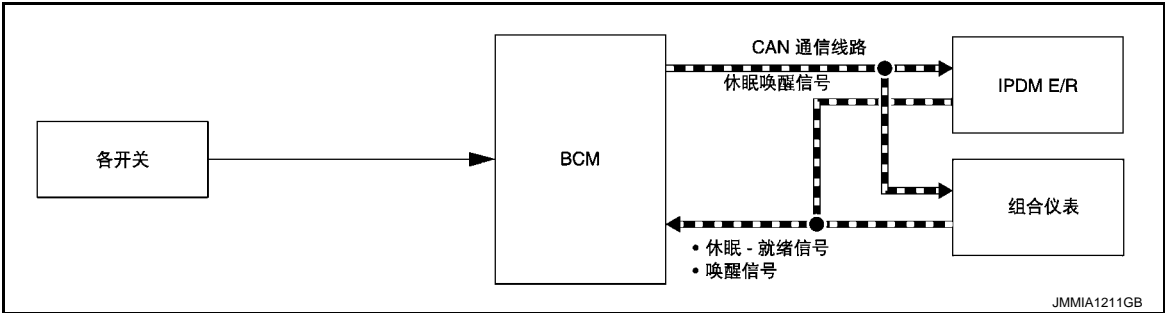 CAN 通信线路
休眠唤醒信号
IPDM E/R
各开关
BCM
组合仪表
• 休眠 - 就绪信号
• 唤醒信号
JMMIA1211GB